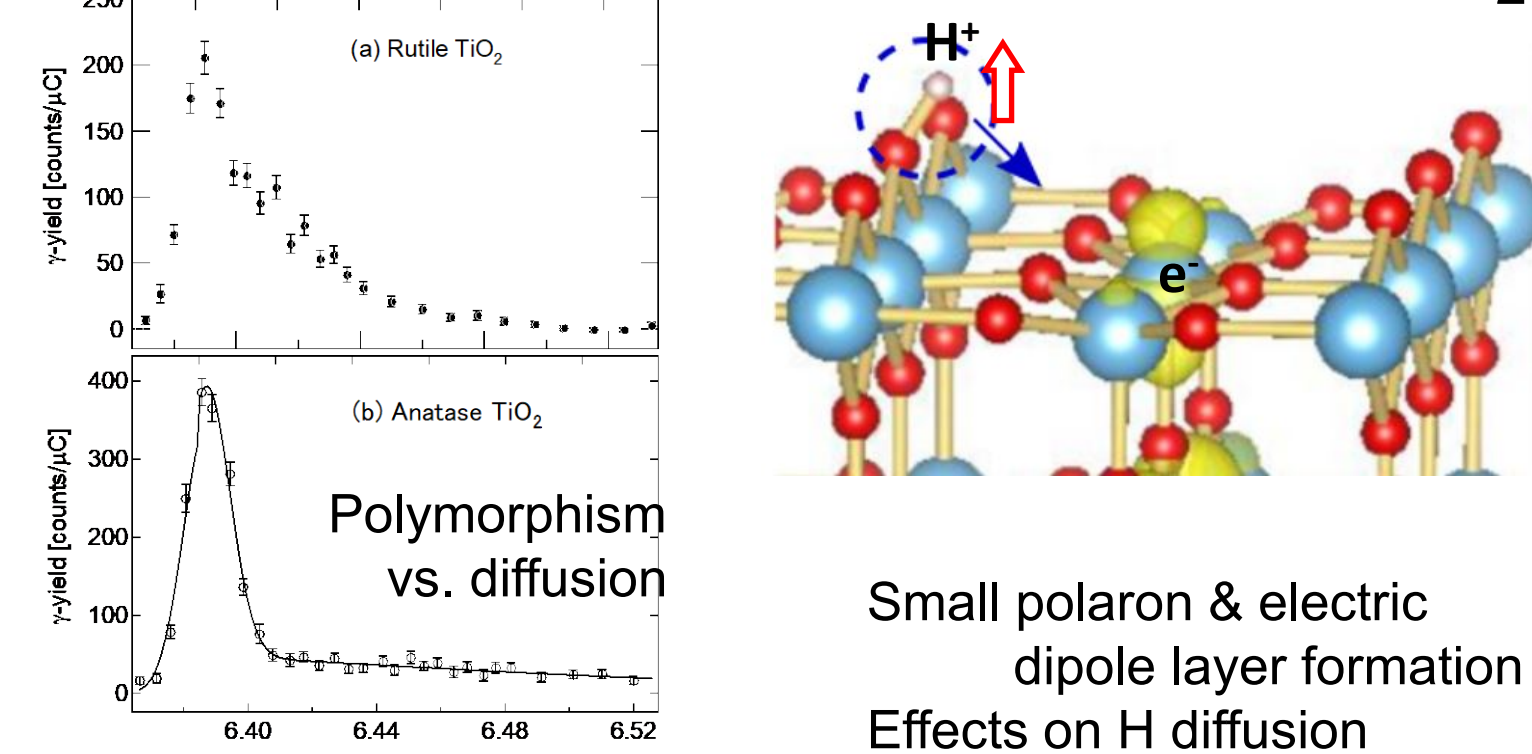 250
(a) Rutile TiO₂
200
150
100
50
0
γ-yield [counts/μC]
400
(b) Anatase TiO₂
300
200
100
0
γ-yield [counts/μC]
Polymorphism
vs. diffusion
6.40 6.44 6.48 6.52
H⁺
e⁻
Small polaron & electric
dipole layer formation
Effects on H diffusion